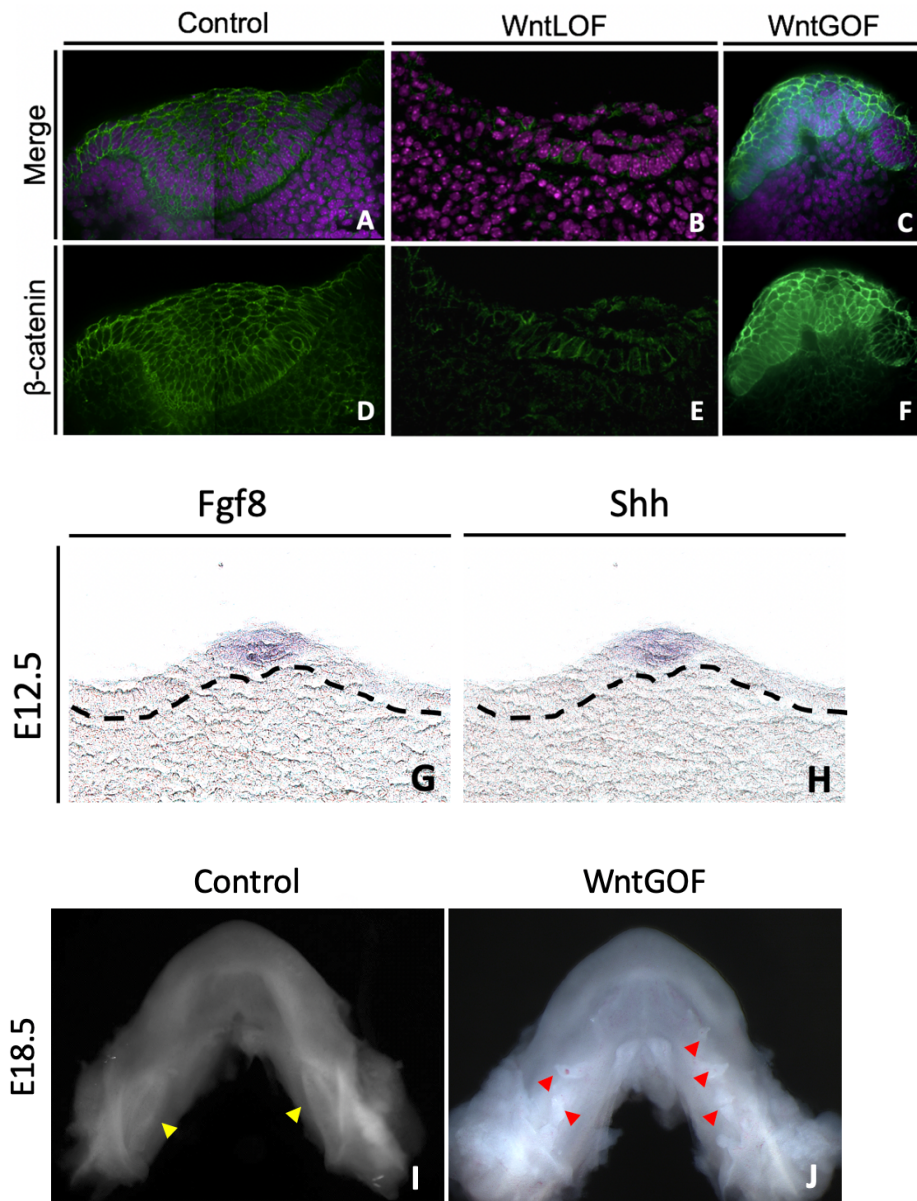 Control WntLOF WntGOF
Merge
A B C
β-catenin
D E F
Fgf8 Shh
E12.5
G H
Control WntGOF
E18.5
I J